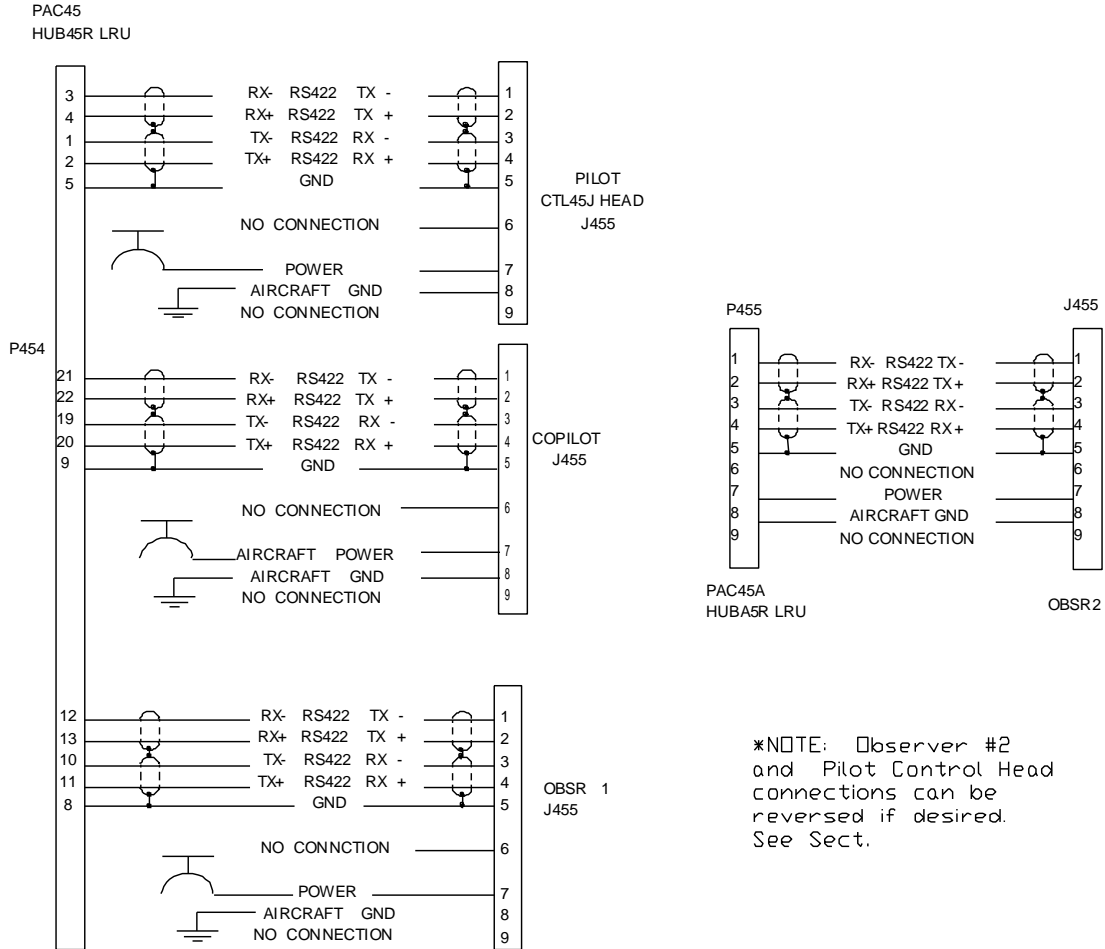 PAC45
HUB45R LRU
3 RX- RS422 TX - 1
4 RX+ RS422 TX + 2
1 TX- RS422 RX - 3
2 TX+ RS422 RX + 4
5 GND 5
PILOT
CTL45J HEAD
J455
NO CONNECTION 6
POWER 7
AIRCRAFT GND 8
NO CONNECTION 9
P454
21 RX- RS422 TX - 1
22 RX+ RS422 TX + 2
19 TX- RS422 RX - 3
20 TX+ RS422 RX + 4
9 GND 5
COPILOT
J455
NO CONNECTION 6
AIRCRAFT POWER 7
AIRCRAFT GND 8
NO CONNECTION 9
12 RX- RS422 TX - 1
13 RX+ RS422 TX + 2
10 TX- RS422 RX - 3
11 TX+ RS422 RX + 4
8 GND 5
OBSR 1
J455
NO CONNCTION 6
POWER 7
AIRCRAFT GND 8
NO CONNECTION 9
P455 J455
1 RX- RS422 TX- 1
2 RX+ RS422 TX+ 2
3 TX- RS422 RX- 3
4 TX+ RS422 RX+ 4
5 GND 5
6 NO CONNECTION 6
7 POWER 7
8 AIRCRAFT GND 8
9 NO CONNECTION 9
PAC45A
HUBA5R LRU
OBSR2
*NOTE: Observer #2
and Pilot Control Head
connections can be
reversed if desired.
See Sect.